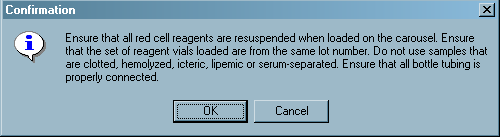 Confirmation
Ensure that all red cell reagents are resuspended when loaded on the carousel. Ensure
that the set of reagent vials loaded are from the same lot number. Do not use samples that
are clotted, hemolyzed, icteric, lipemic or serum-separated. Ensure that all bottle tubing is
properly connected.
OK
Cancel